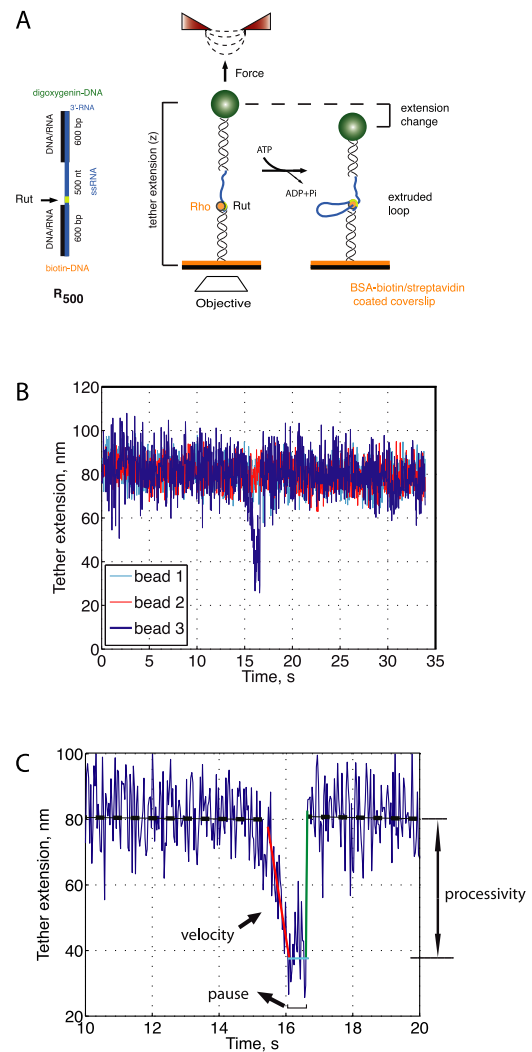 A
digoxygenin-DNA
3'-RNA
DNA/RNA
600 bp
500 nt
ssRNA
Rut
DNA/RNA
600 bp
biotin-DNA
R500
Force
tether extension (z)
ATP
ADP+Pi
Rho
Rut
extension
change
extruded
loop
Objective
BSA-biotin/streptavidin
coated coverslip
B
Tether extension, nm
120
100
80
60
40
20
0
bead 1
bead 2
bead 3
0 5 10 15 20 25 30 35
Time, s
C
Tether extension, nm
100
80
60
40
20
velocity
pause
processivity
10 12 14 16 18 20
Time, s